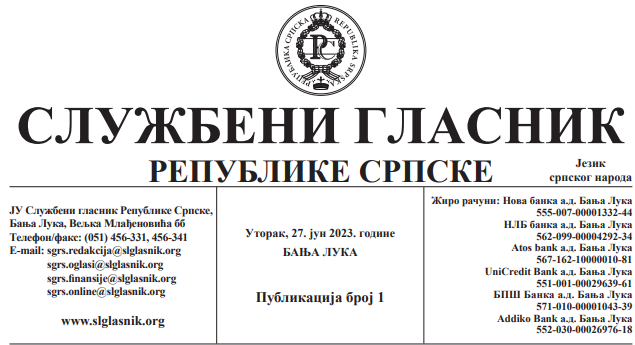 РЕПУБЛИКА СРПСКА
REPUBLIKA SRPSKA
РС
СЛУЖБЕНИ ГЛАСНИК
РЕПУБЛИКЕ СРПСКЕ
Језик
српског народа
ЈУ Службени гласник Републике Српске,
Бања Лука, Вељка Млађеновића бб
Телефон/факс: (051) 456-331, 456-341
E-mail: sgrs.redakcija@slglasnik.org
sgrs.oglasi@slglasnik.org
sgrs.finansije@slglasnik.org
sgrs.online@slglasnik.org
www.slglasnik.org
Уторак, 27. јун 2023. године
БАЊА ЛУКА
Публикација број 1
Жиро рачуни: Нова банка а.д. Бања Лука
555-007-00001332-44
НЛБ банка а.д. Бања Лука
562-099-00004292-34
Atos bank а.д. Бања Лука
567-162-10000010-81
UniCredit Bank а.д. Бања Лука
551-001-00029639-61
БПШ Банка а.д. Бања Лука
571-010-00001043-39
Addiko Bank а.д. Бања Лука
552-030-00026976-18